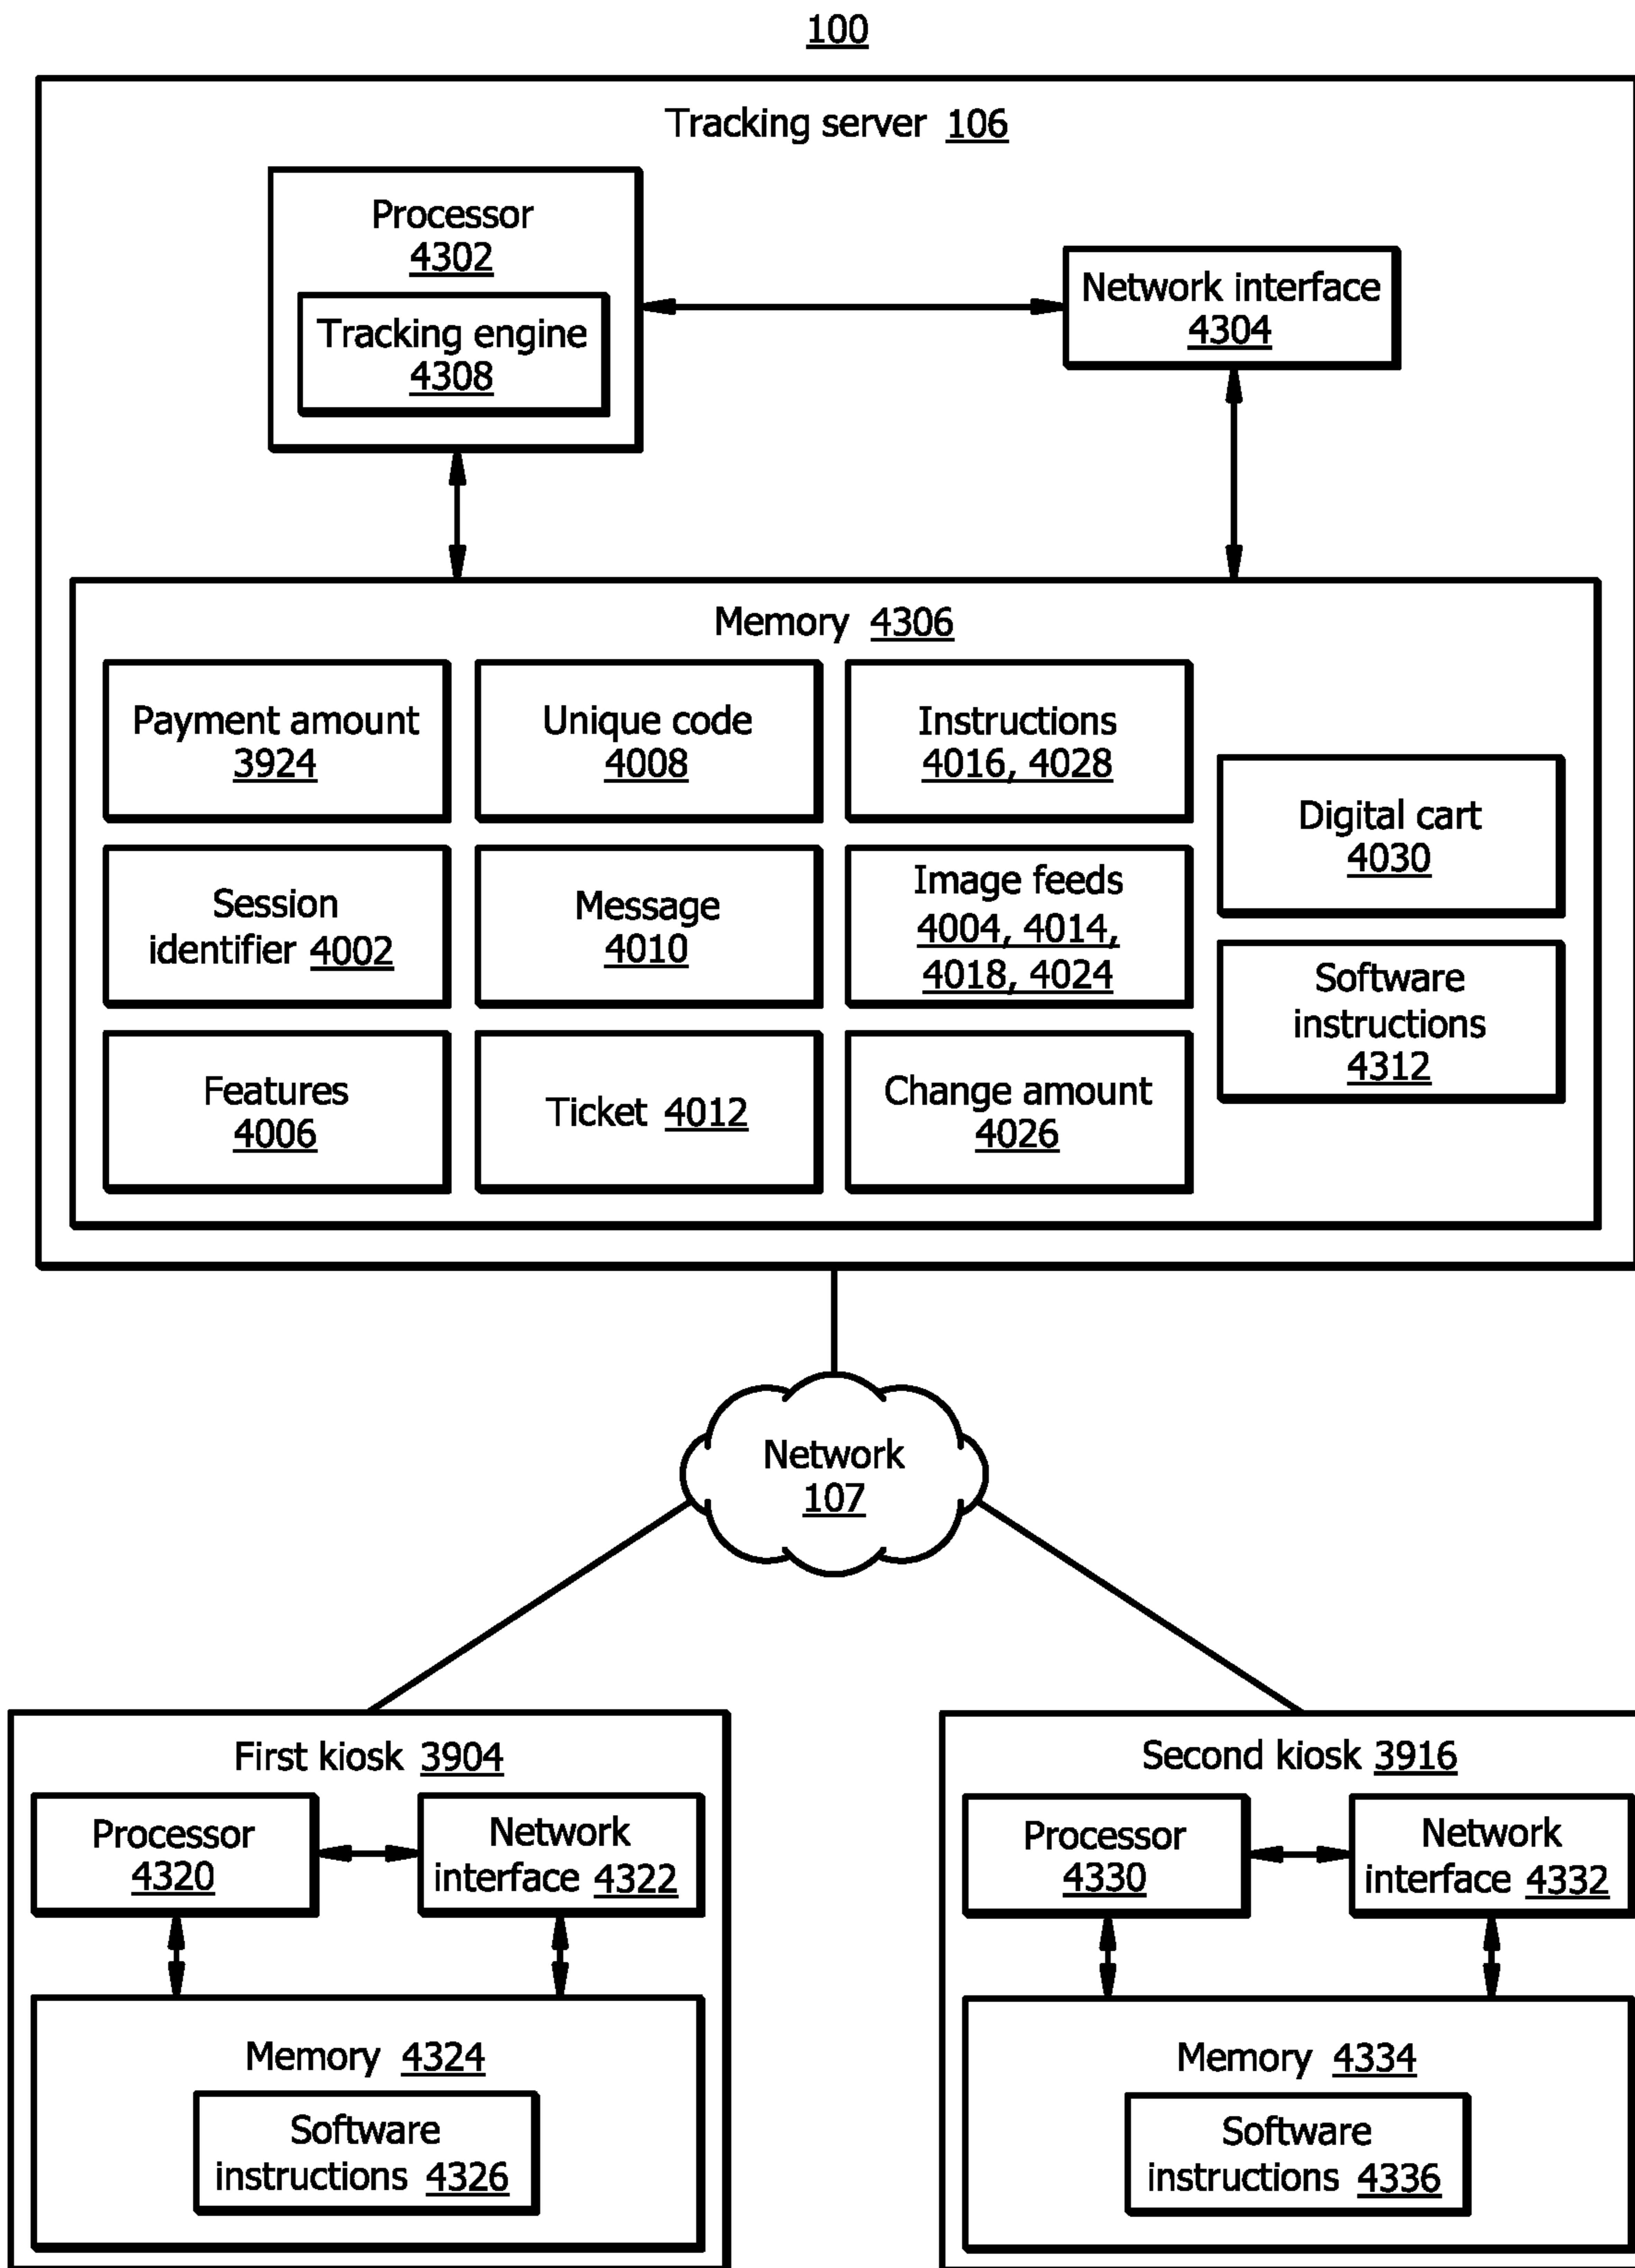 100
Tracking server 106
Processor
4302
Tracking engine
4308
Network interface
4304
Memory 4306
Payment amount
3924
Unique code
4008
Instructions
4016, 4028
Digital cart
4030
Session
identifier 4002
Message
4010
Image feeds
4004, 4014,
4018, 4024
Software
instructions
4312
Features
4006
Ticket 4012
Change amount
4026
Network
107
First kiosk 3904
Processor
4320
Network
interface 4322
Memory 4324
Software
instructions 4326
Second kiosk 3916
Processor
4330
Network
interface 4332
Memory 4334
Software
instructions 4336